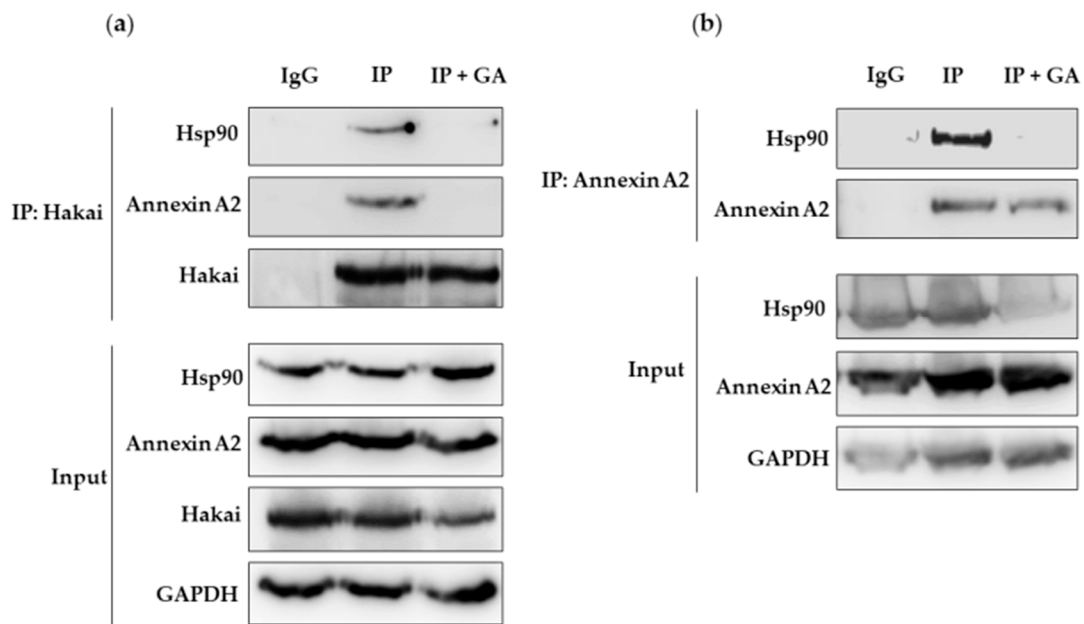 (a)
IgG IP IP + GA
IP: Hakai
Hsp90
Annexin A2
Hakai
Input
Hsp90
Annexin A2
Hakai
GAPDH
(b)
IgG IP IP + GA
IP: Annexin A2
Hsp90
Annexin A2
Input
Hsp90
Annexin A2
GAPDH